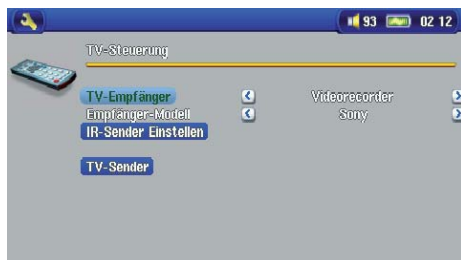 93 02 12
TV-Steuerung
TV-Empfänger Videorecorder
Empfänger-Modell Sony
IR-Sender Einstellen
TV-Sender